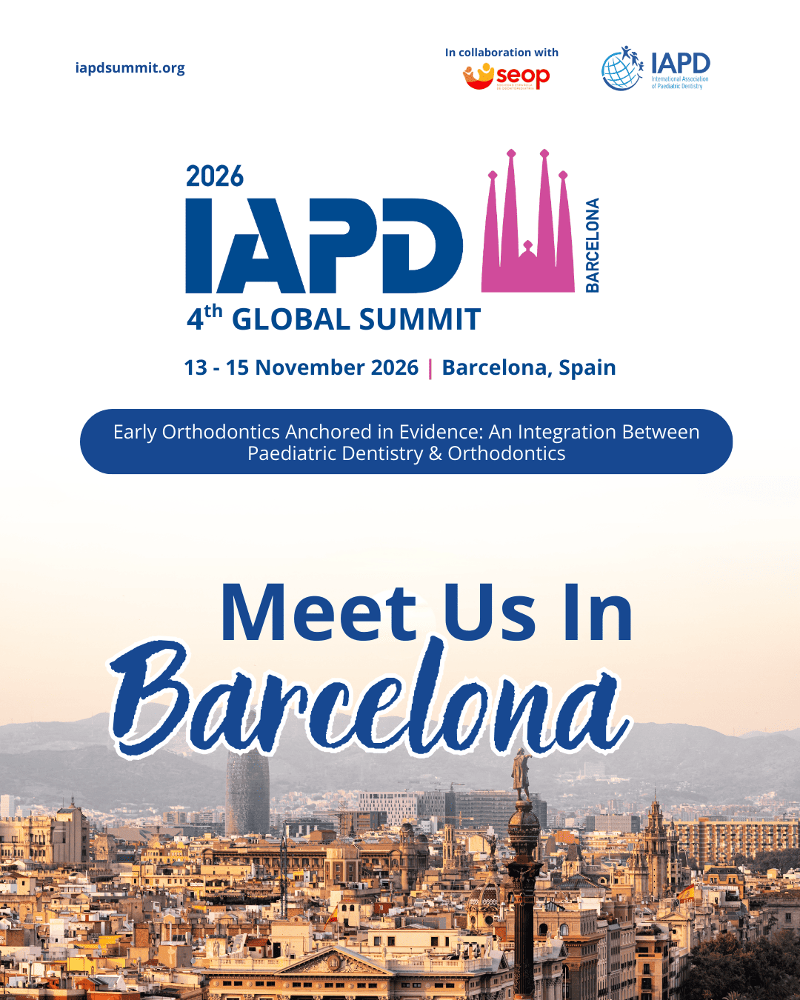 iapdsummit.org
In collaboration with
seop
SOCIEDAD ESPAÑOLA
DE ODONTOPEDIATRÍA
IAPD
International Association
of Paediatric Dentistry
2026
IAPD
BARCELONA
4th GLOBAL SUMMIT
13 - 15 November 2026 | Barcelona, Spain
Early Orthodontics Anchored in Evidence: An Integration Between
Paediatric Dentistry & Orthodontics
Meet Us In
Barcelona